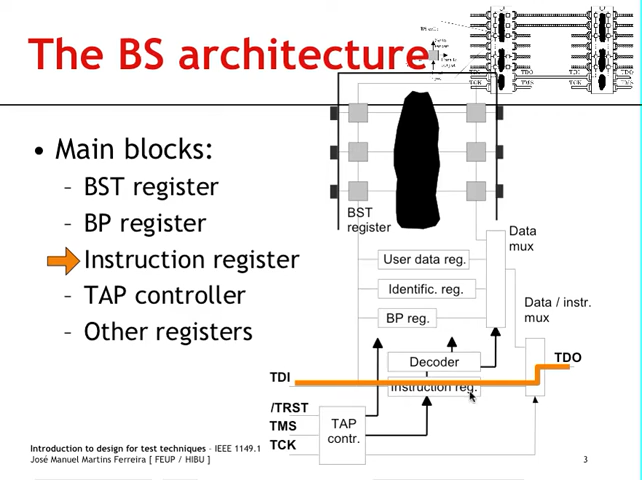 The BS architecture
TDO
TDI
TDO
TMS
TMS
• Main blocks:
– BST register
– BP register
Instruction register
– TAP controller
– Other registers
BST
register
Data
mux
User data reg.
Identific. reg.
BP reg.
Data / instr.
mux
Decoder
Instruction reg.
TDI
TDO
/TRST
TMS
TCK
TAP
contr.
Introduction to design for test techniques – IEEE 1149.1
José Manuel Martins Ferreira [ FEUP / HIBU ]
3